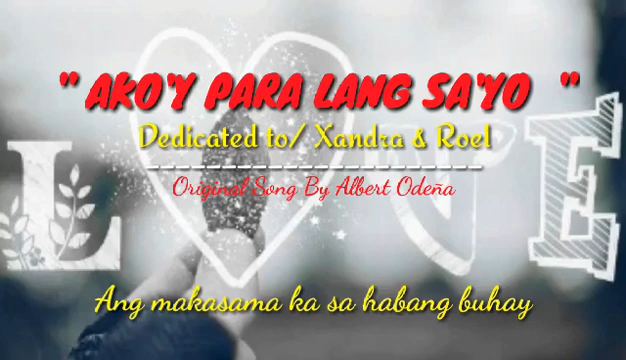 " AKO'Y PARA LANG SA'YO "
Dedicated to/ Xandra & Roel
Original Song By Albert Odeña
LOVE
Ang makasama ka sa habang buhay